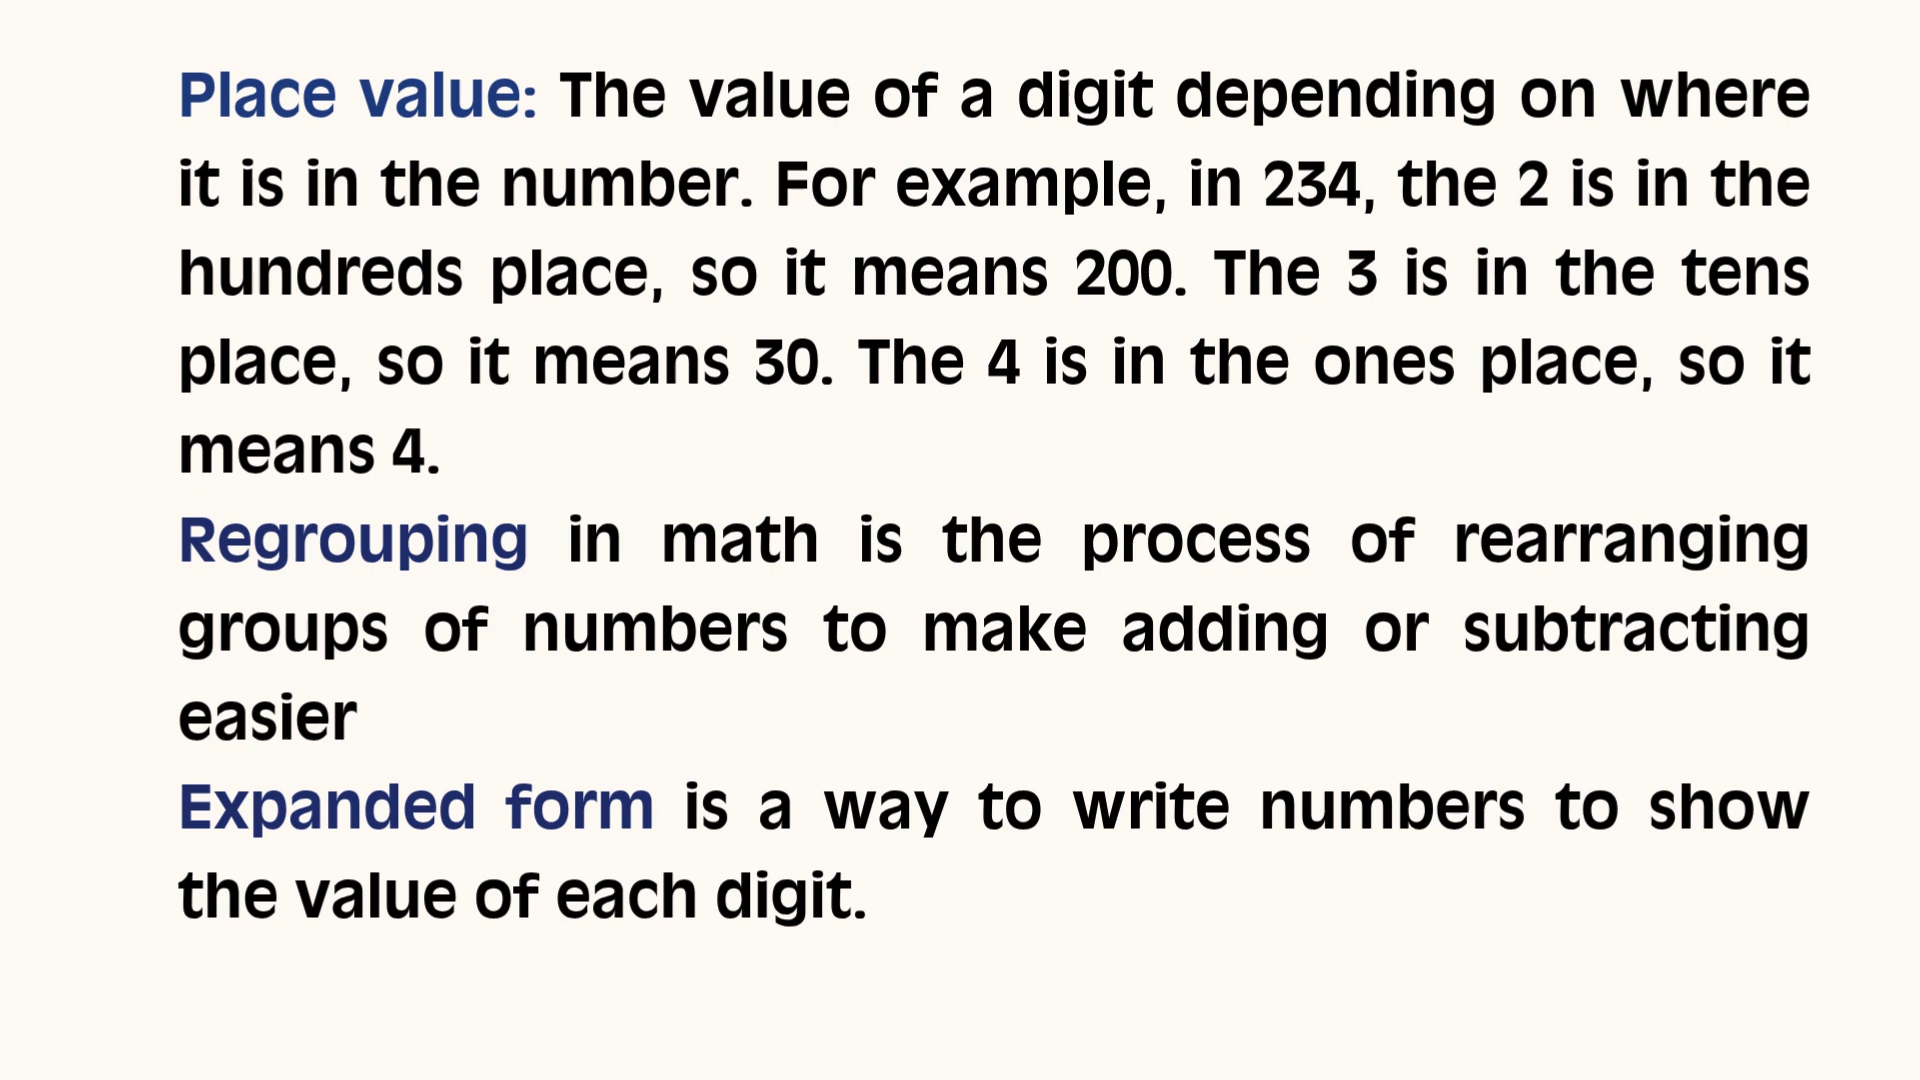 Place value: The value of a digit depending on where
it is in the number. For example, in 234, the 2 is in the
hundreds place, so it means 200. The 3 is in the tens
place, so it means 30. The 4 is in the ones place, so it
means 4.
Regrouping in math is the process of rearranging
groups of numbers to make adding or subtracting
easier
Expanded form is a way to write numbers to show
the value of each digit.